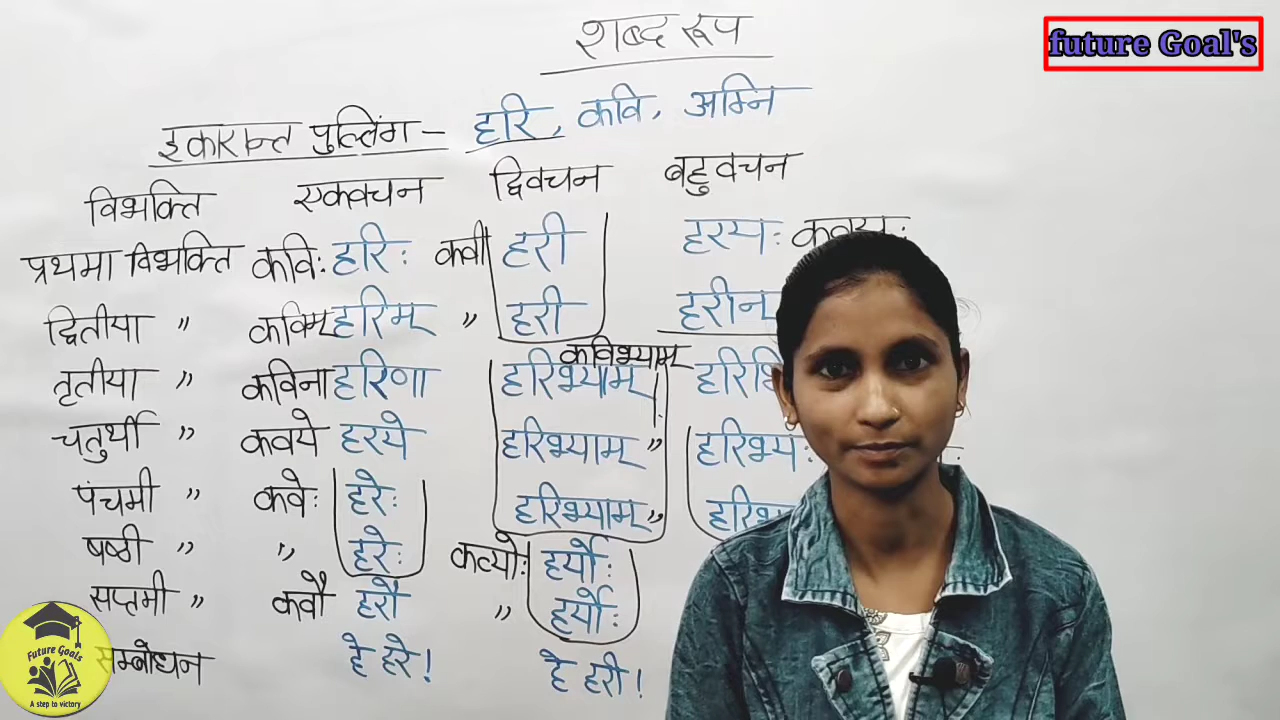 शब्द रूप
future Goal's
इकारान्त पुल्लिंग – हरि, कवि, अग्नि
विभक्ति एकवचन द्विवचन बहुवचन
प्रथमा विभक्ति कविः हरिः कवी हरी हरयः कवयः
द्वितीया " कविम् हरिम् " हरी हरीन्
कविभ्याम्
तृतीया " कविना हरिणा हरिभ्याम्
चतुर्थी " कवये हरये हरिभ्याम् " हरिभ्यः
पंचमी " कवेः हरेः हरिभ्याम् "
षष्ठी " " हरेः कव्योः हर्योः
सप्तमी " कवौ हरौ " हर्योः
सम्बोधन हे हरे! हे हरी!
Future Goals
A step to victory